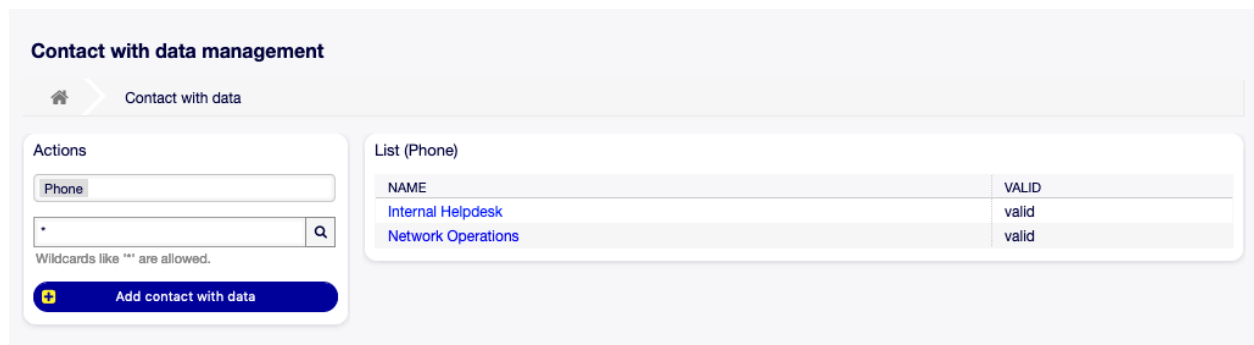 Contact with data management
Contact with data
Actions
Phone
*
Wildcards like '*' are allowed.
Add contact with data
List (Phone)
NAME VALID
Internal Helpdesk valid
Network Operations valid